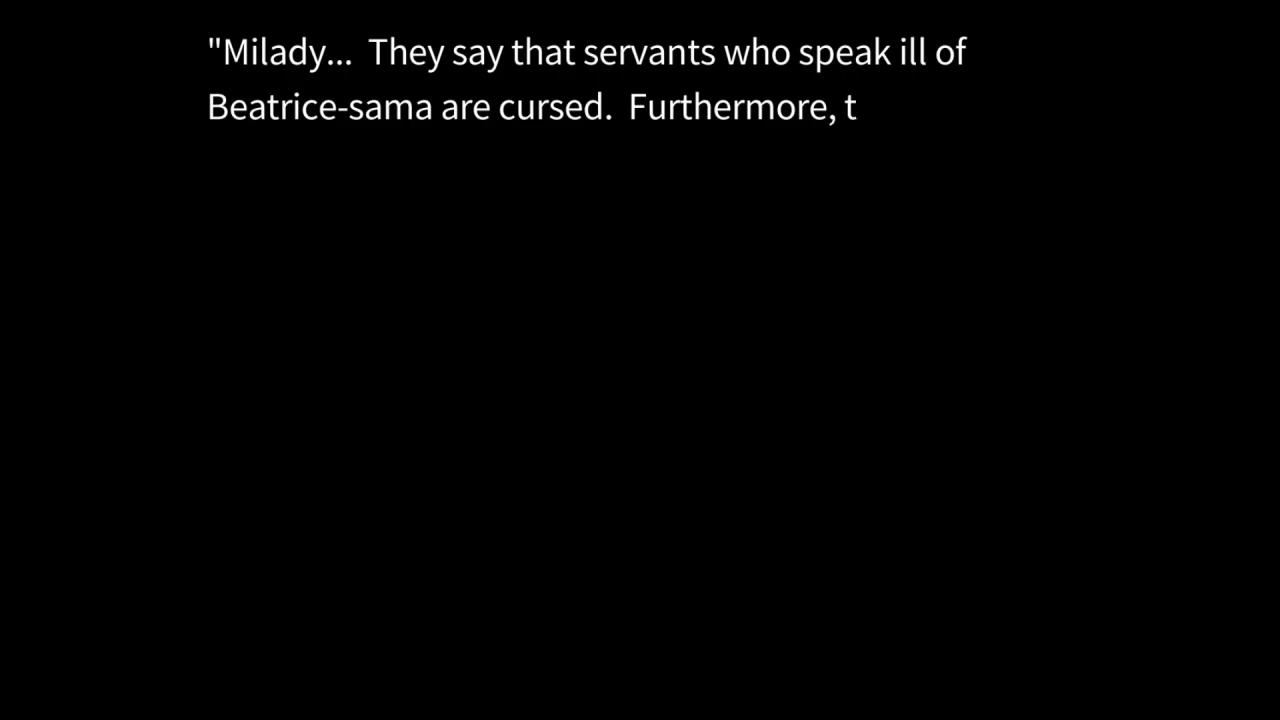 "Milady...  They say that servants who speak ill of
Beatrice-sama are cursed.  Furthermore, t